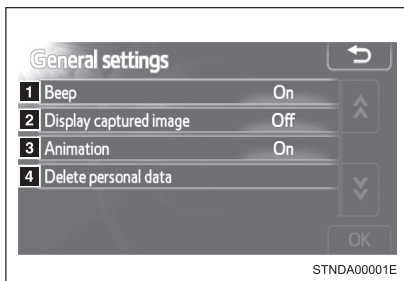 General settings
1 Beep On
2 Display captured image Off
3 Animation On
4 Delete personal data
OK
STNDA00001E